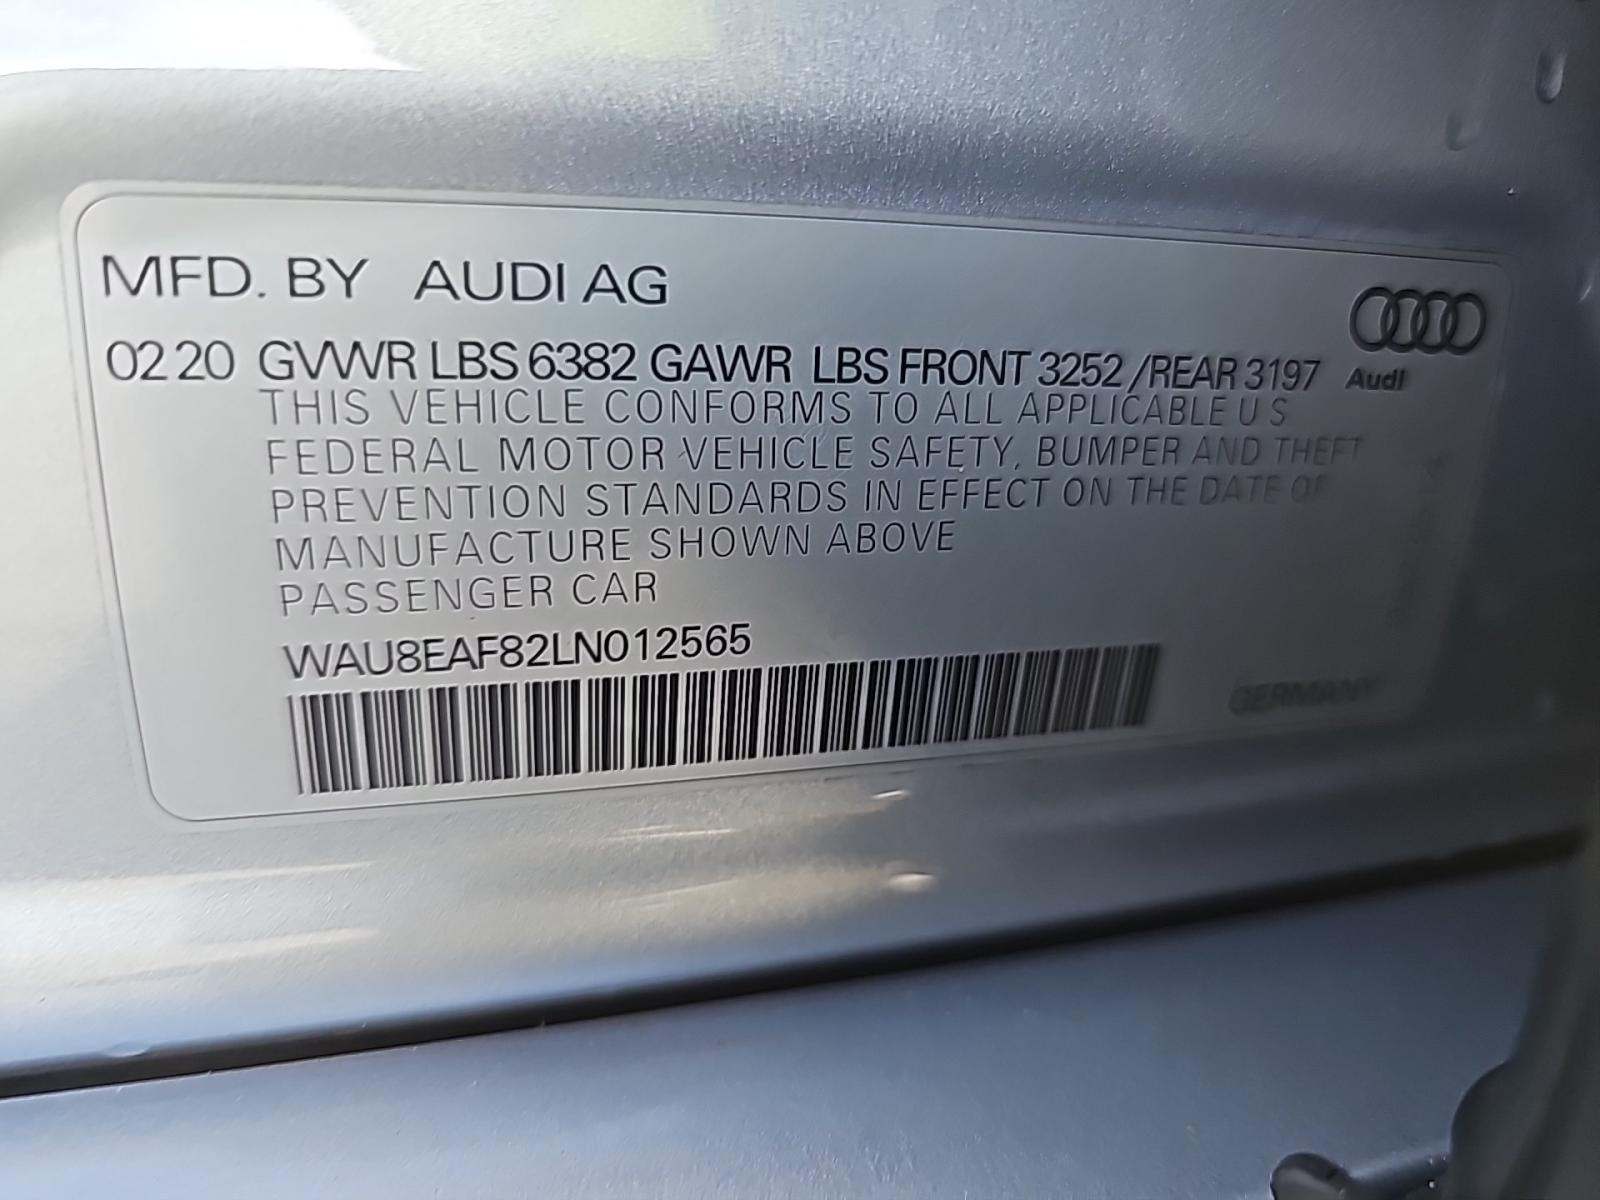 MFD. BY AUDI AG
02 20 GVWR LBS 6382 GAWR LBS FRONT 3252 /REAR 3197
Audi
THIS VEHICLE CONFORMS TO ALL APPLICABLE U S
FEDERAL MOTOR VEHICLE SAFETY, BUMPER AND THEFT
PREVENTION STANDARDS IN EFFECT ON THE DATE OF
MANUFACTURE SHOWN ABOVE
PASSENGER CAR
WAU8EAF82LN012565
GERMANY